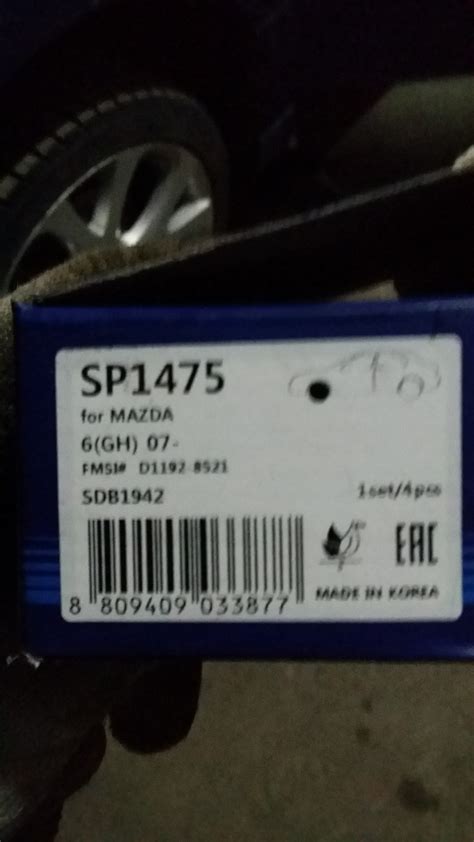 SP1475
for MAZDA
6(GH) 07-
FMSI# D1192-8521
SDB1942
1set/4pcs
EAC
8 809409 033877
MADE IN KOREA